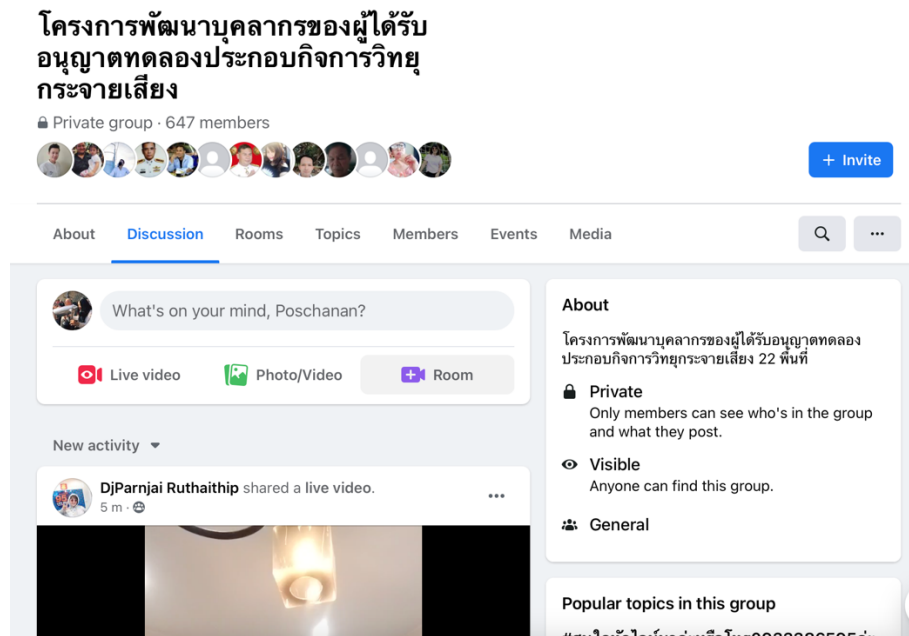 โครงการพัฒนาบุคลากรของผู้ได้รับ
อนุญาตทดลองประกอบกิจการวิทยุ
กระจายเสียง
Private group · 647 members
+ Invite
About Discussion Rooms Topics Members Events Media
What's on your mind, Poschanan?
Live video Photo/Video Room
New activity
DjParnjai Ruthaithip shared a live video.
5 m ·
About
โครงการพัฒนาบุคลากรของผู้ได้รับอนุญาตทดลอง
ประกอบกิจการวิทยุกระจายเสียง 22 พื้นที่
Private
Only members can see who's in the group
and what they post.
Visible
Anyone can find this group.
General
Popular topics in this group